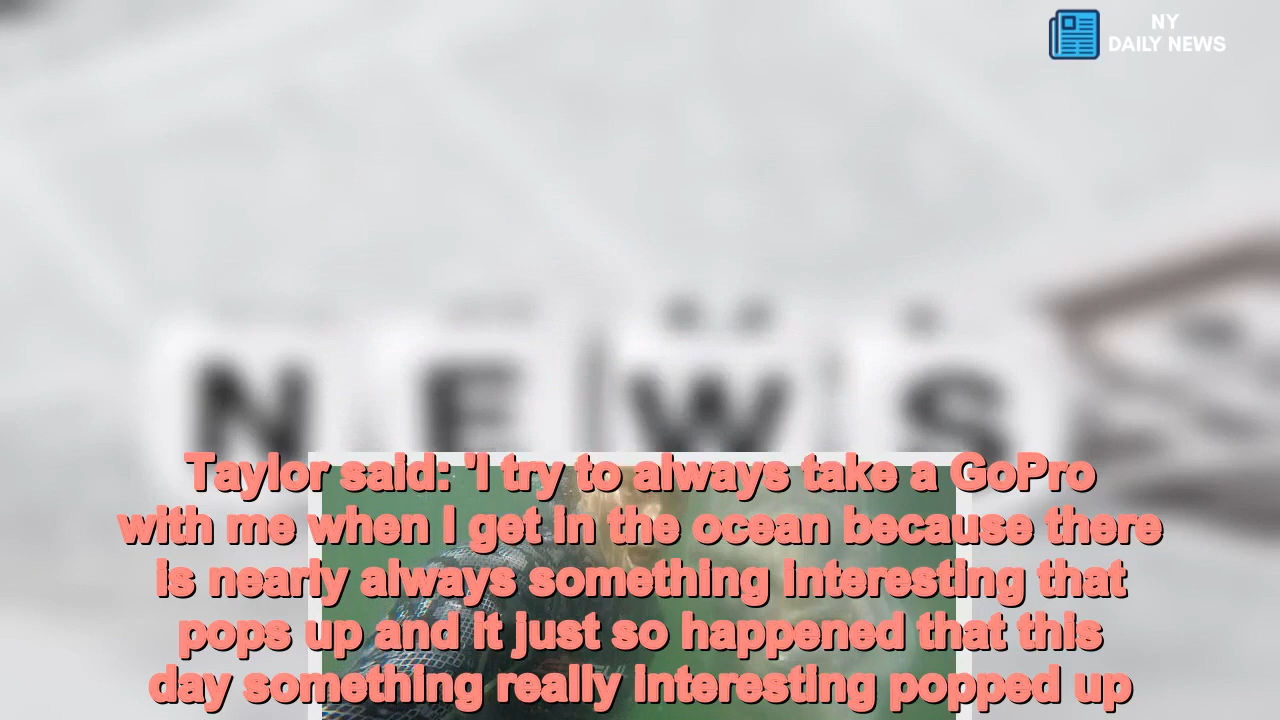 NY
DAILY NEWS
NEWS
Taylor said: 'I try to always take a GoPro
with me when I get in the ocean because there
is nearly always something interesting that
pops up and it just so happened that this
day something really interesting popped up